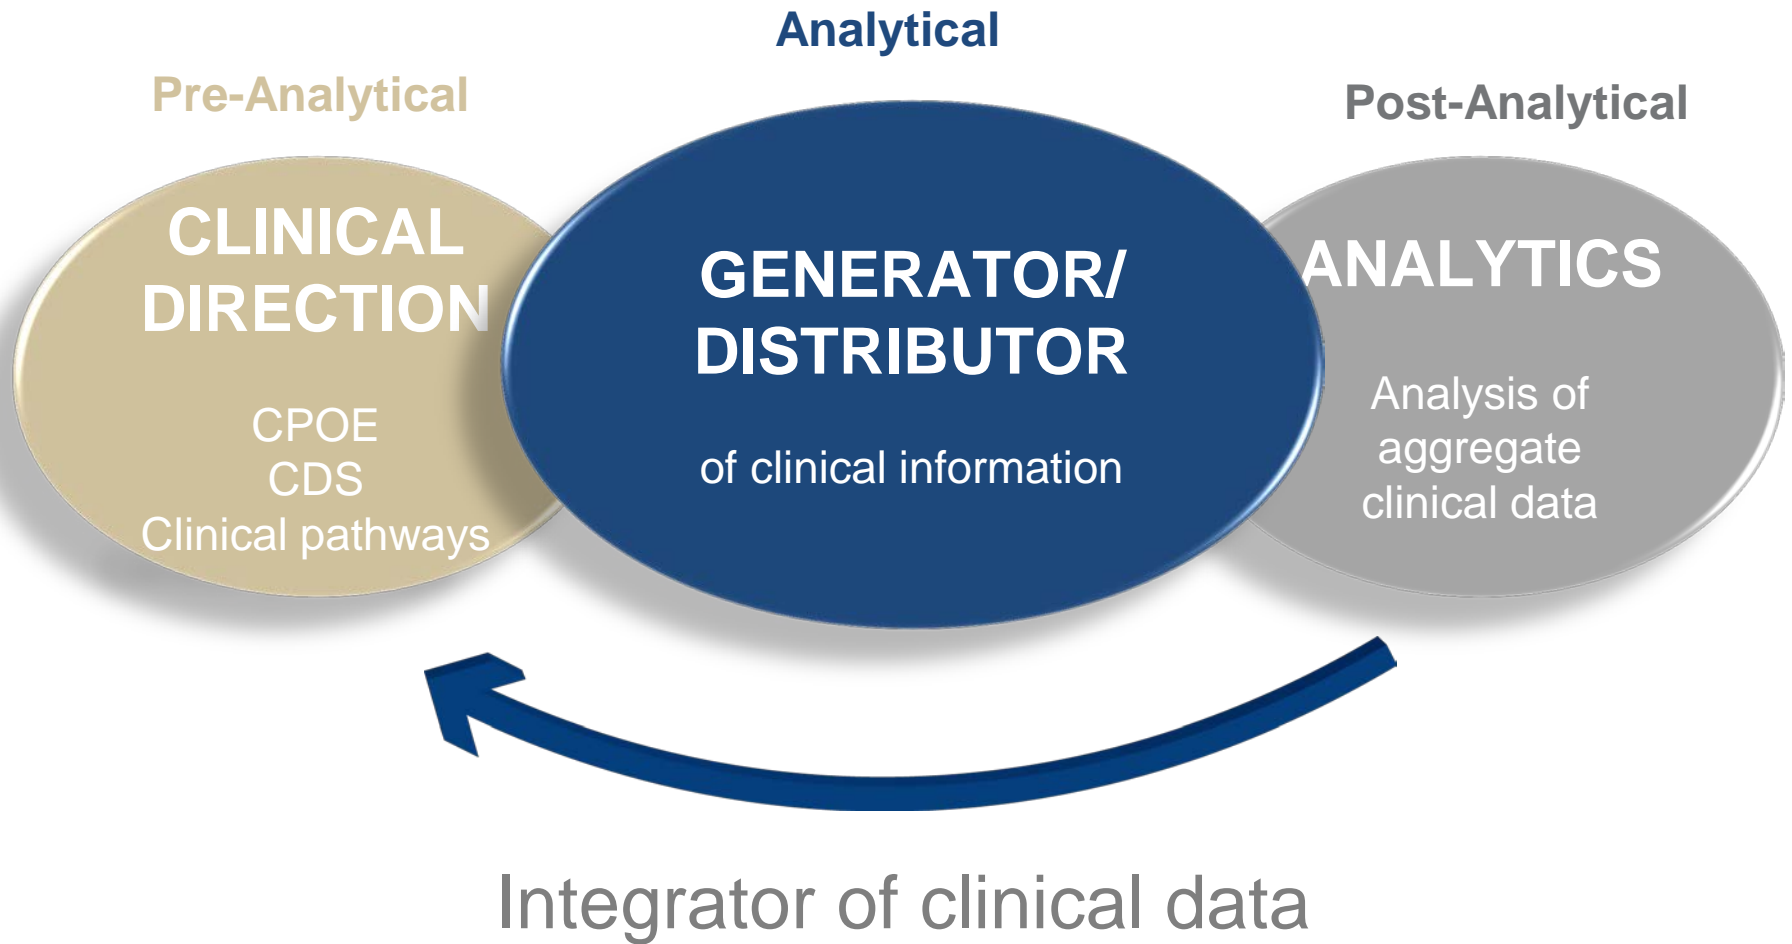 Analytical
Pre-Analytical
Post-Analytical
CLINICAL
DIRECTION
CPOE
CDS
Clinical pathways
GENERATOR/
DISTRIBUTOR
of clinical information
ANALYTICS
Analysis of
aggregate
clinical data
Integrator of clinical data